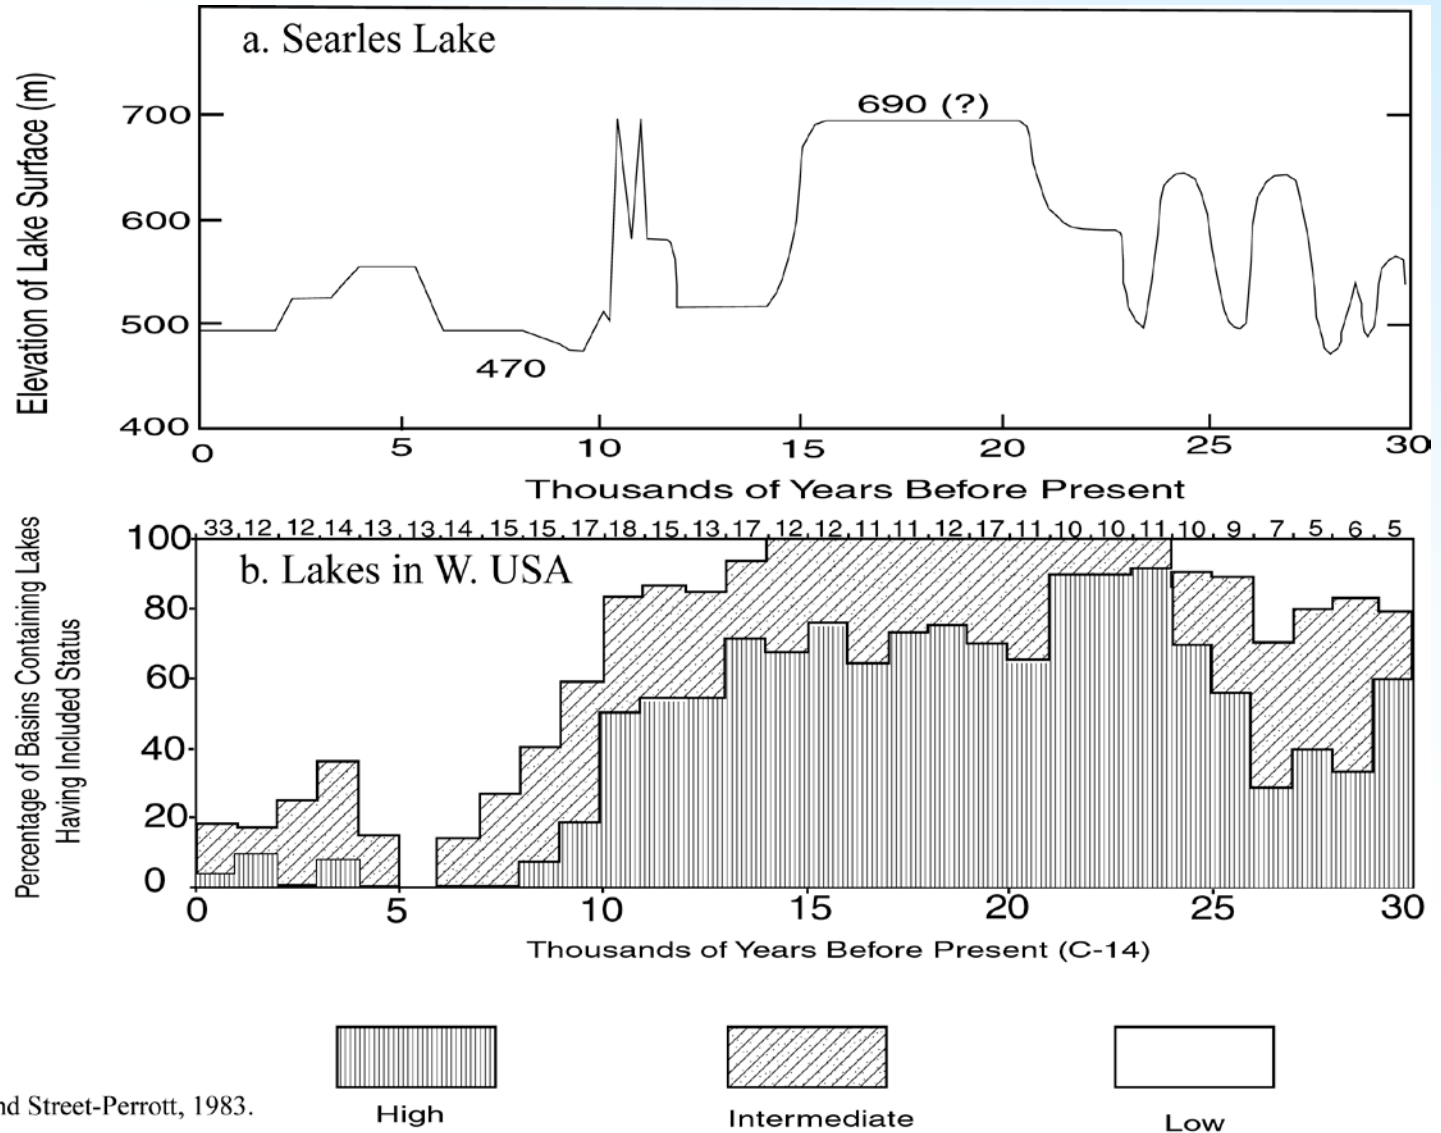 a. Searles Lake
Elevation of Lake Surface (m)
700
600
500
400
690 (?)
470
0 5 10 15 20 25 30
Thousands of Years Before Present
33 12 12 14 13 13 14 15 15 17 18 15 13 17 12 12 11 11 12 17 11 10 10 11 10 9 7 5 6 5
b. Lakes in W. USA
Percentage of Basins Containing Lakes
Having Included Status
100
80
60
40
20
0
0 5 10 15 20 25 30
Thousands of Years Before Present (C-14)
High Intermediate Low
nd Street-Perrott, 1983.